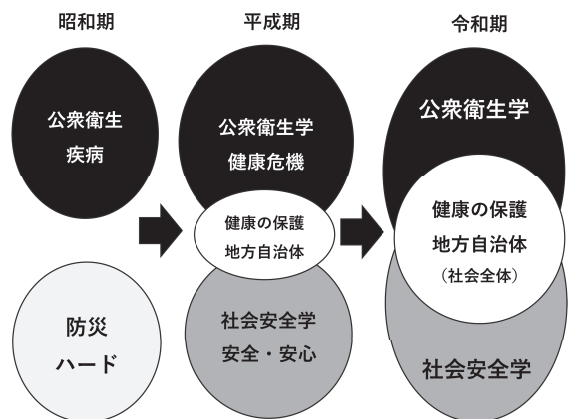 昭和期
平成期
令和期
公衆衛生
疾病
防災
ハード
公衆衛生学
健康危機
健康の保護
地方自治体
社会安全学
安全・安心
公衆衛生学
健康の保護
地方自治体
（社会全体）
社会安全学